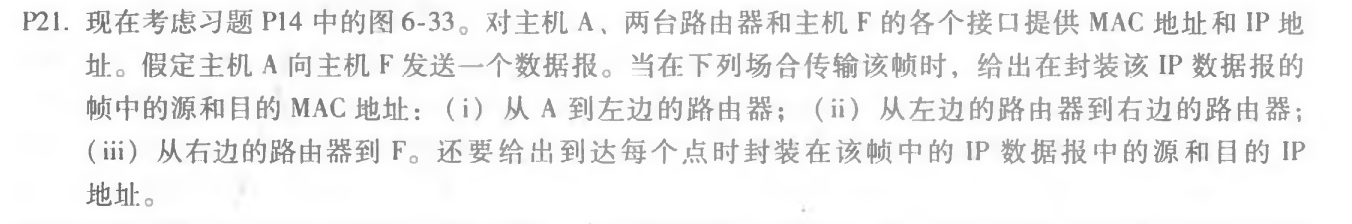 P21. 现在考虑习题 P14 中的图 6-33。对主机 A、两台路由器和主机 F 的各个接口提供 MAC 地址和 IP 地
址。假定主机 A 向主机 F 发送一个数据报。当在下列场合传输该帧时，给出在封装该 IP 数据报的
帧中的源和目的 MAC 地址：（i）从 A 到左边的路由器；（ii）从左边的路由器到右边的路由器；
（iii）从右边的路由器到 F。还要给出到达每个点时封装在该帧中的 IP 数据报中的源和目的 IP
地址。